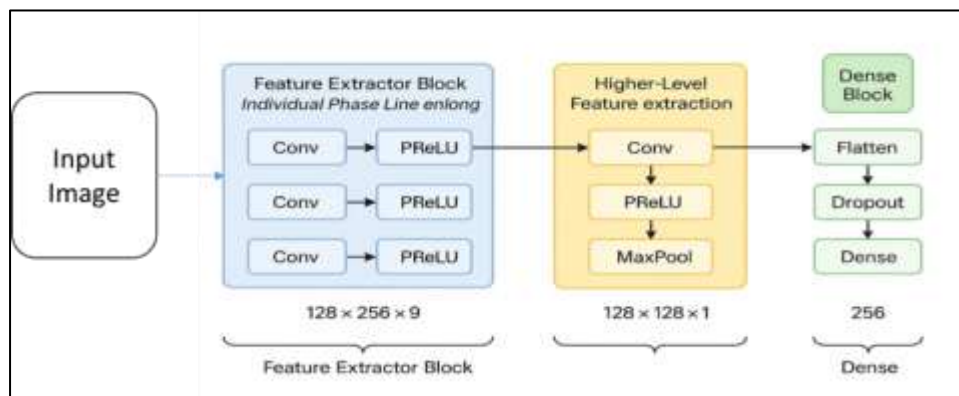 Input
Image
Feature Extractor Block
Individual Phase Line enlong
Conv
PReLU
Conv
PReLU
Conv
PReLU
128 × 256 × 9
Feature Extractor Block
Higher-Level
Feature extraction
Conv
PReLU
MaxPool
128 × 128 × 1
Dense
Block
Flatten
Dropout
Dense
256
Dense